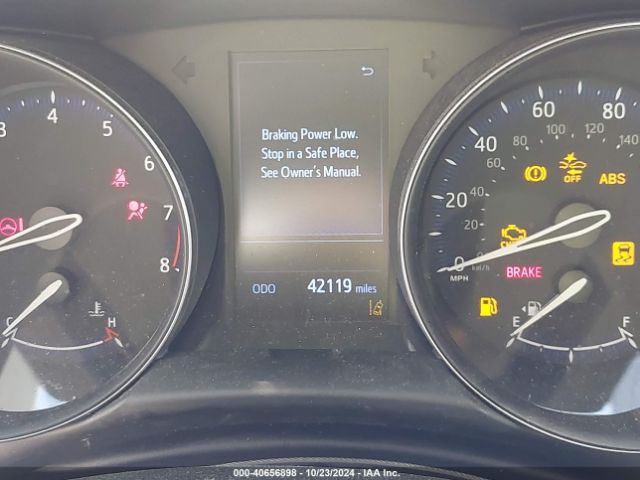 3 4 5 6 7 8
C H
Braking Power Low.
Stop in a Safe Place,
See Owner's Manual.
ODO 42119 miles
0 20 40 60 80
20 40 60 80 100 120 140
km/h
MPH
OFF
ABS
BRAKE
E F
00-40656898 · 10/23/2024 · IAA Inc.